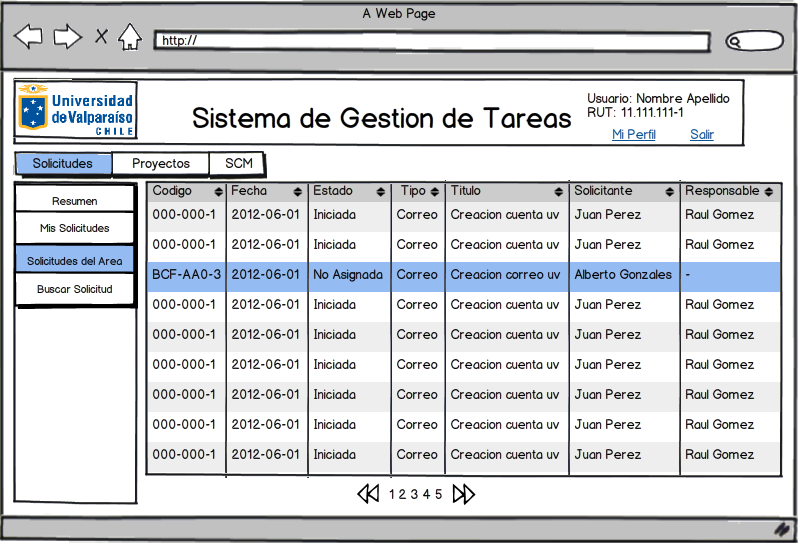 A Web Page
http://
Universidad
de Valparaíso
CHILE
Sistema de Gestion de Tareas
Usuario: Nombre Apellido
RUT: 11.111.111-1
Mi Perfil Salir
Solicitudes Proyectos SCM
Resumen
Mis Solicitudes
Solicitudes del Area
Buscar Solicitud
Codigo Fecha Estado Tipo Titulo Solicitante Responsable
000-000-1 2012-06-01 Iniciada Correo Creacion cuenta uv Juan Perez Raul Gomez
000-000-1 2012-06-01 Iniciada Correo Creacion cuenta uv Juan Perez Raul Gomez
BCF-AA0-3 2012-06-01 No Asignada Correo Creacion correo uv Alberto Gonzales -
000-000-1 2012-06-01 Iniciada Correo Creacion cuenta uv Juan Perez Raul Gomez
000-000-1 2012-06-01 Iniciada Correo Creacion cuenta uv Juan Perez Raul Gomez
000-000-1 2012-06-01 Iniciada Correo Creacion cuenta uv Juan Perez Raul Gomez
000-000-1 2012-06-01 Iniciada Correo Creacion cuenta uv Juan Perez Raul Gomez
000-000-1 2012-06-01 Iniciada Correo Creacion cuenta uv Juan Perez Raul Gomez
000-000-1 2012-06-01 Iniciada Correo Creacion cuenta uv Juan Perez Raul Gomez
1 2 3 4 5